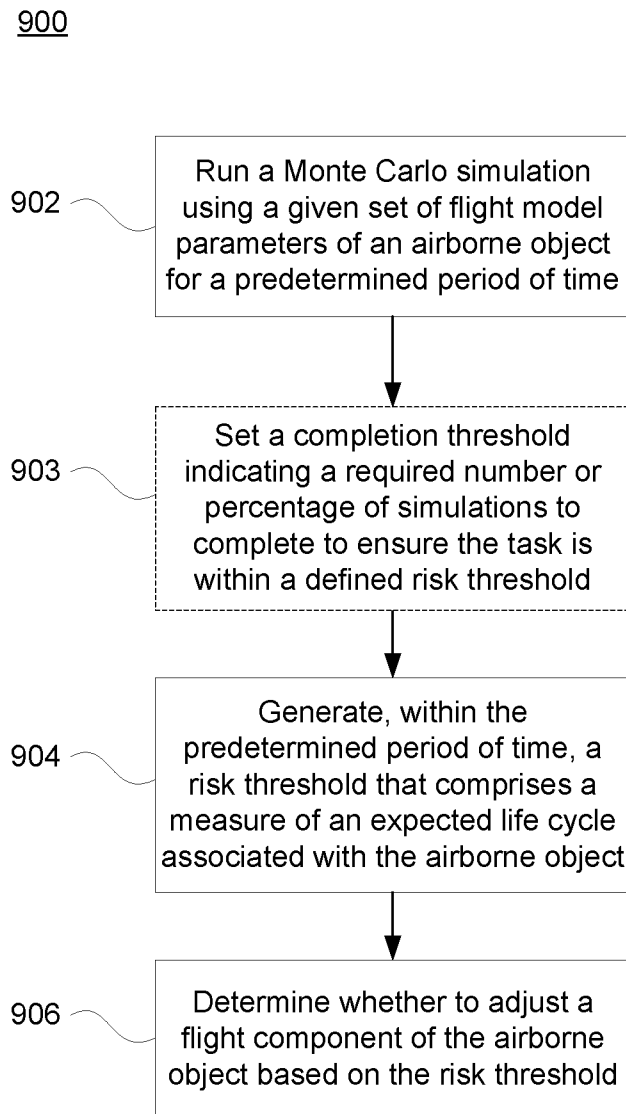 900
902
Run a Monte Carlo simulation
using a given set of flight model
parameters of an airborne object
for a predetermined period of time
903
Set a completion threshold
indicating a required number or
percentage of simulations to
complete to ensure the task is
within a defined risk threshold
904
Generate, within the
predetermined period of time, a
risk threshold that comprises a
measure of an expected life cycle
associated with the airborne object
906
Determine whether to adjust a
flight component of the airborne
object based on the risk threshold